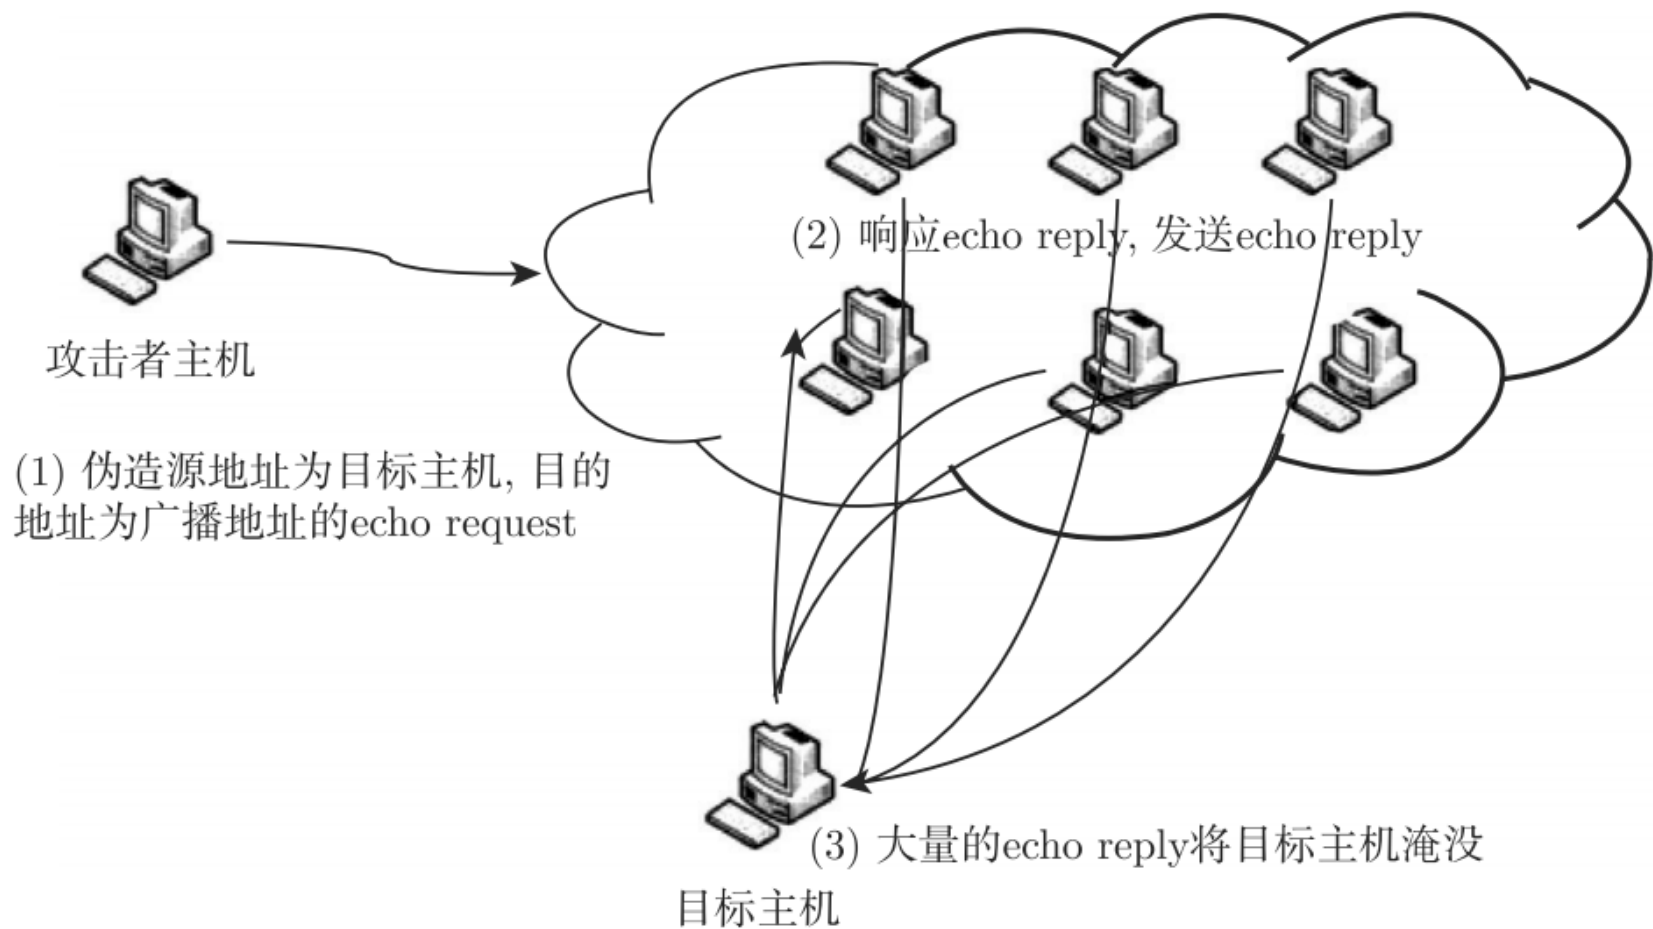 (2) 响应echo reply, 发送echo reply
攻击者主机
(1) 伪造源地址为目标主机, 目的
地址为广播地址的echo request
(3) 大量的echo reply将目标主机淹没
目标主机